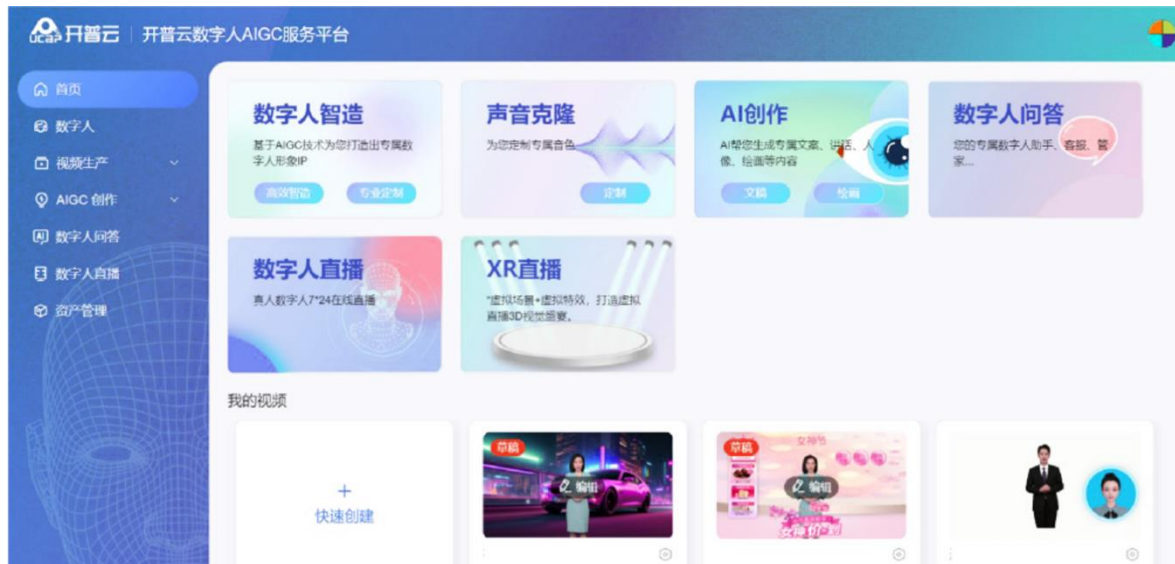 ucap 开普云 开普云数字人AIGC服务平台
首页
数字人
视频生产
AIGC 创作
数字人问答
数字人直播
资产管理
数字人智造
基于AIGC技术为您打造出专属数
字人形象IP
高效智造 专业定制
声音克隆
为您定制专属音色
定制
AI创作
AI帮您生成专属文案、讲话、人
像、绘画等内容
文稿 绘画
数字人问答
您的专属数字人助手、客服、管
家...
数字人直播
真人数字人7*24在线直播
XR直播
"虚拟场景+虚拟特效，打造虚拟
直播3D视觉盛宴。
我的视频
+
快速创建
草稿
编辑
草稿
女神节
编辑